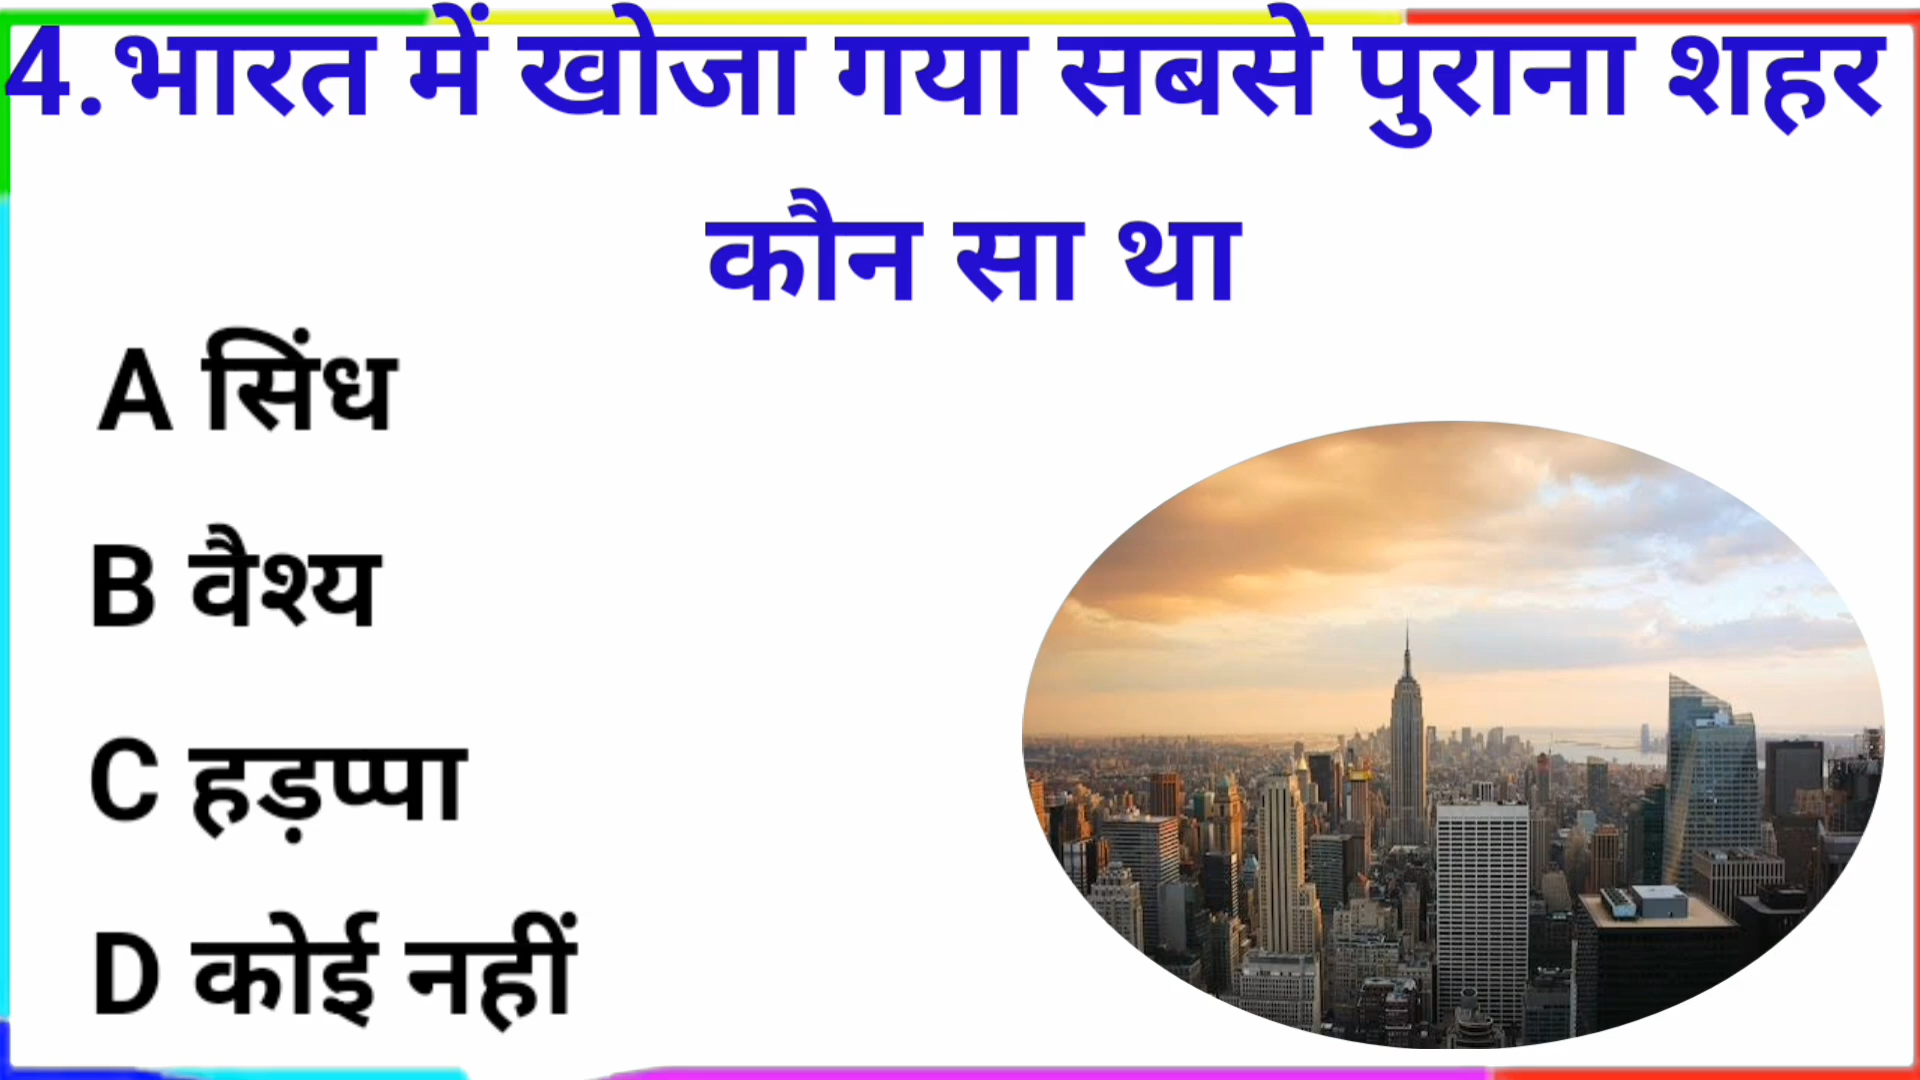 4.भारत में खोजा गया सबसे पुराना शहर
कौन सा था
A सिंध
B वैश्य
C हड़प्पा
D कोई नहीं